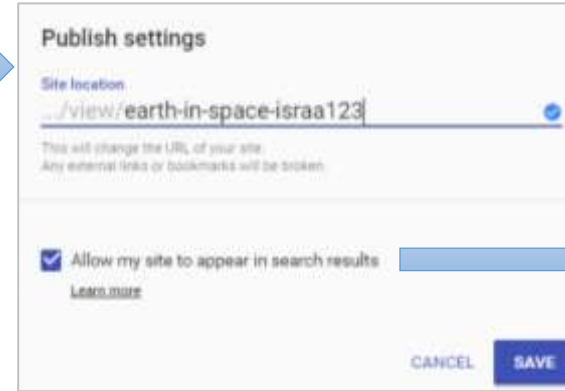 Publish settings
Site location
.../view/earth-in-space-israa123
This will change the URL of your site.
Any external links or bookmarks will be broken.
Allow my site to appear in search results
Learn more
CANCEL SAVE